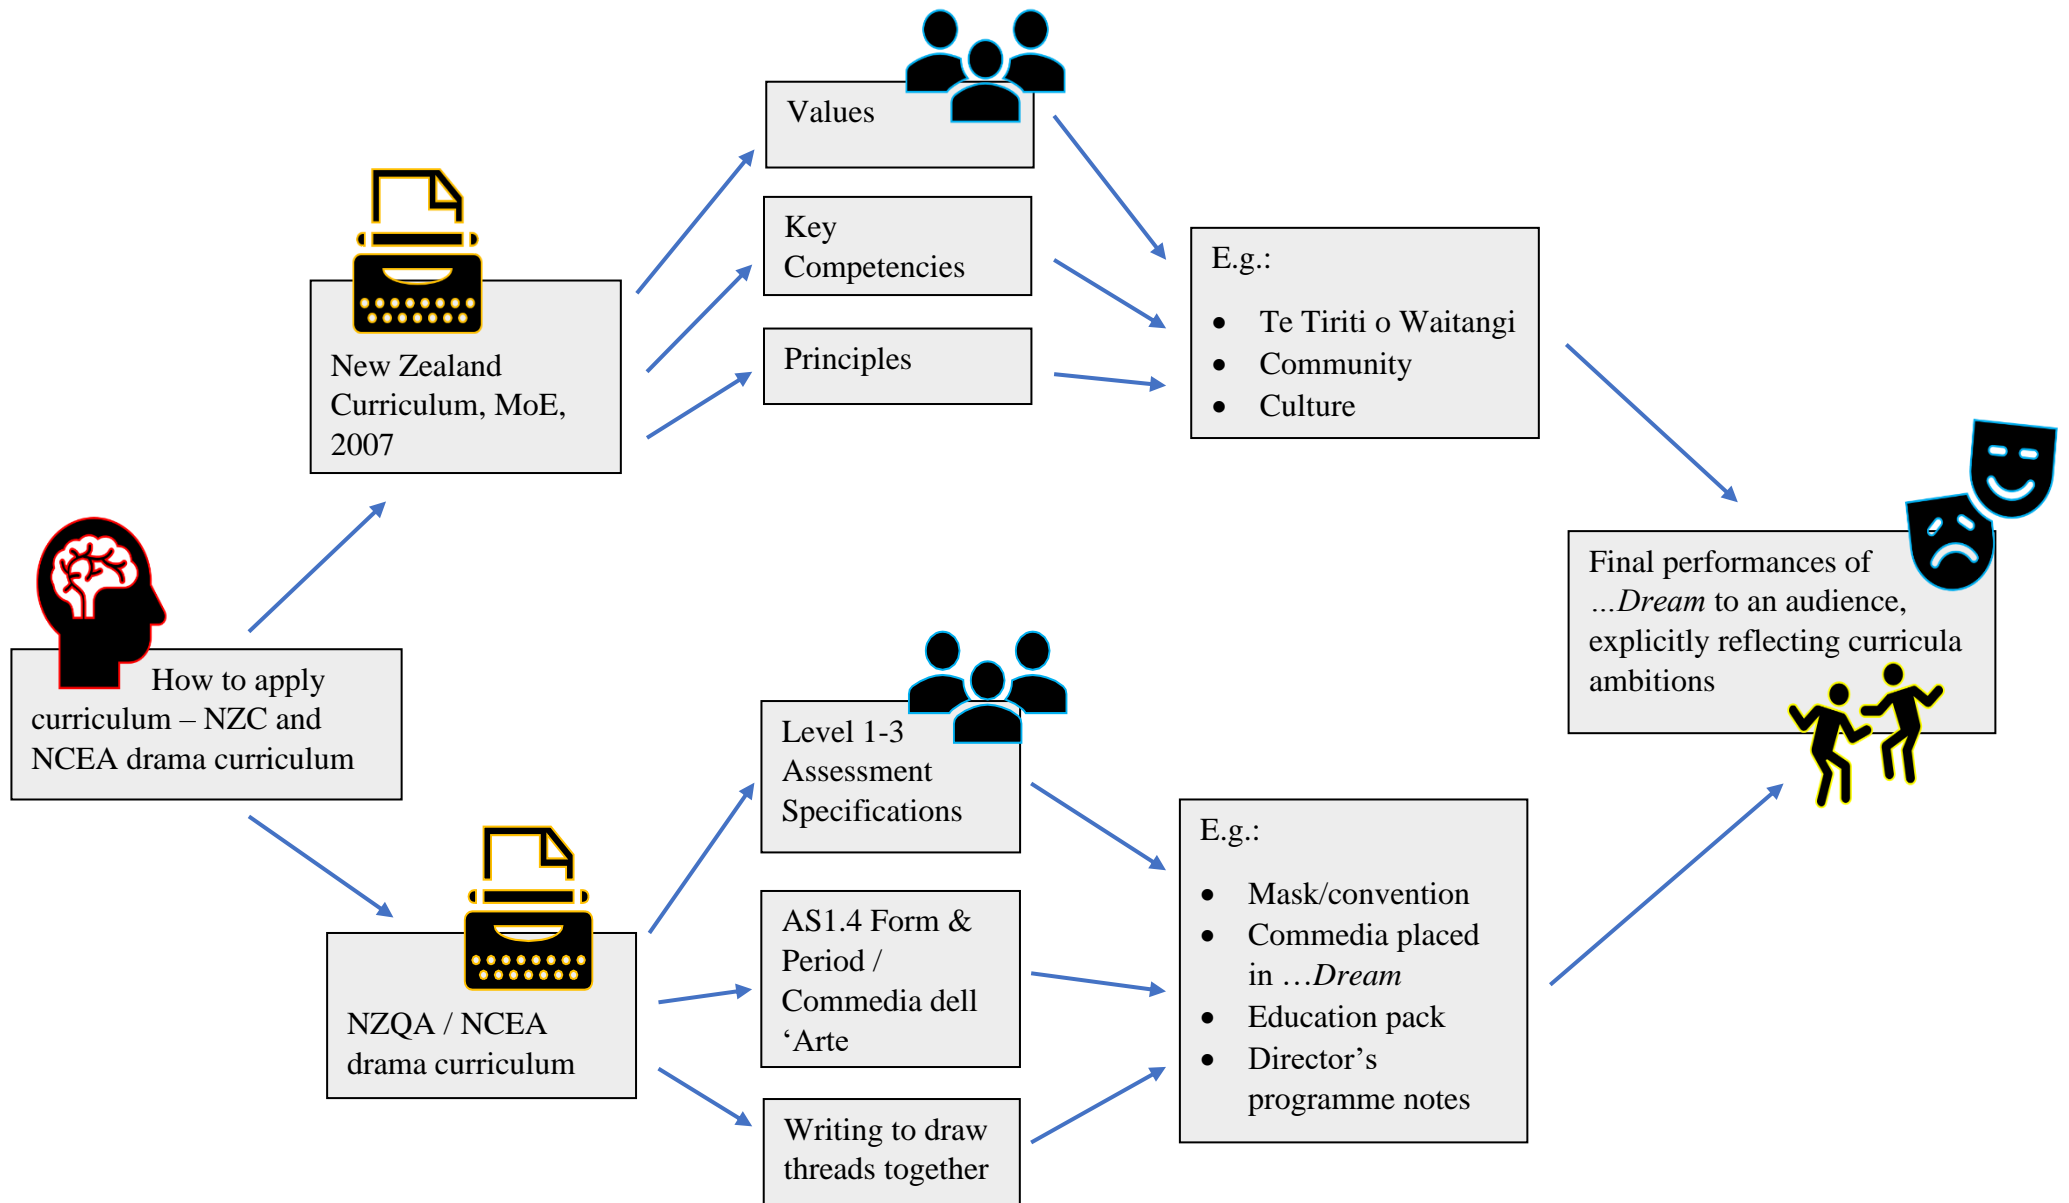 How to apply
curriculum – NZC and
NCEA drama curriculum
New Zealand
Curriculum, MoE,
2007
Values
Key
Competencies
Principles
E.g.:
• Te Tiriti o Waitangi
• Community
• Culture
NZQA / NCEA
drama curriculum
Level 1-3
Assessment
Specifications
AS1.4 Form &
Period /
Commedia dell
‘Arte
Writing to draw
threads together
E.g.:
• Mask/convention
• Commedia placed
in …Dream
• Education pack
• Director’s
programme notes
Final performances of
…Dream to an audience,
explicitly reflecting curricula
ambitions